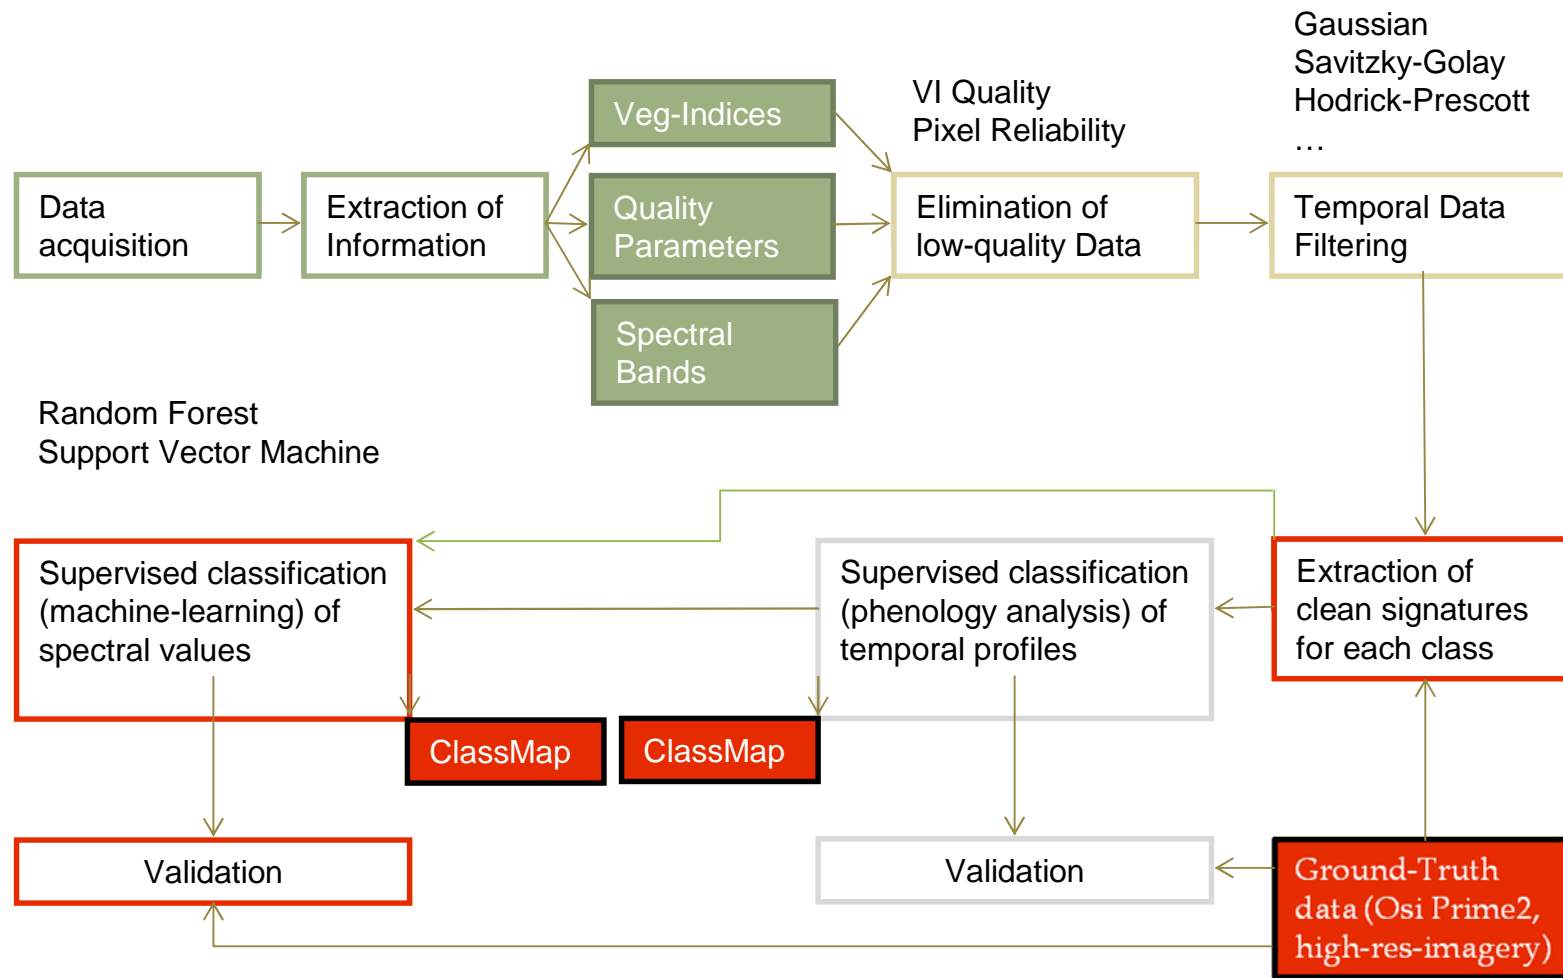 Gaussian
Savitzky-Golay
Hodrick-Prescott
…
VI Quality
Pixel Reliability
Data
acquisition
Extraction of
Information
Veg-Indices
Quality
Parameters
Spectral
Bands
Elimination of
low-quality Data
Temporal Data
Filtering
Random Forest
Support Vector Machine
Supervised classification
(machine-learning) of
spectral values
Supervised classification
(phenology analysis) of
temporal profiles
Extraction of
clean signatures
for each class
ClassMap
ClassMap
Validation
Validation
Ground-Truth
data (Osi Prime2,
high-res-imagery)